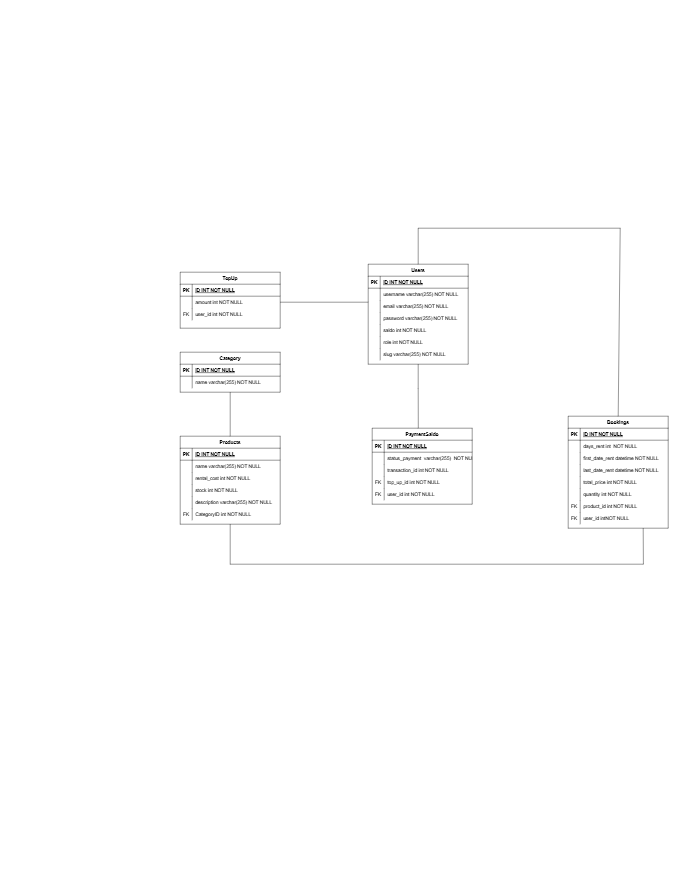 TopUp
PK ID INT NOT NULL
amount int NOT NULL
FK user_id int NOT NULL
Users
PK ID INT NOT NULL
username varchar(255) NOT NULL
email varchar(255) NOT NULL
password varchar(255) NOT NULL
saldo int NOT NULL
role int NOT NULL
slug varchar(255) NOT NULL
Category
PK ID INT NOT NULL
name varchar(255) NOT NULL
Products
PK ID INT NOT NULL
name varchar(255) NOT NULL
rental_cost int NOT NULL
stock int NOT NULL
description varchar(255) NOT NULL
FK CategoryID int NOT NULL
PaymentSaldo
PK ID INT NOT NULL
status_payment varchar(255) NOT NU
transaction_id int NOT NULL
FK top_up_id int NOT NULL
FK user_id int NOT NULL
Bookings
PK ID INT NOT NULL
days_rent int NOT NULL
first_date_rent datetime NOT NULL
last_date_rent datetime NOT NULL
total_price int NOT NULL
quantity int NOT NULL
FK product_id int NOT NULL
FK user_id intNOT NULL